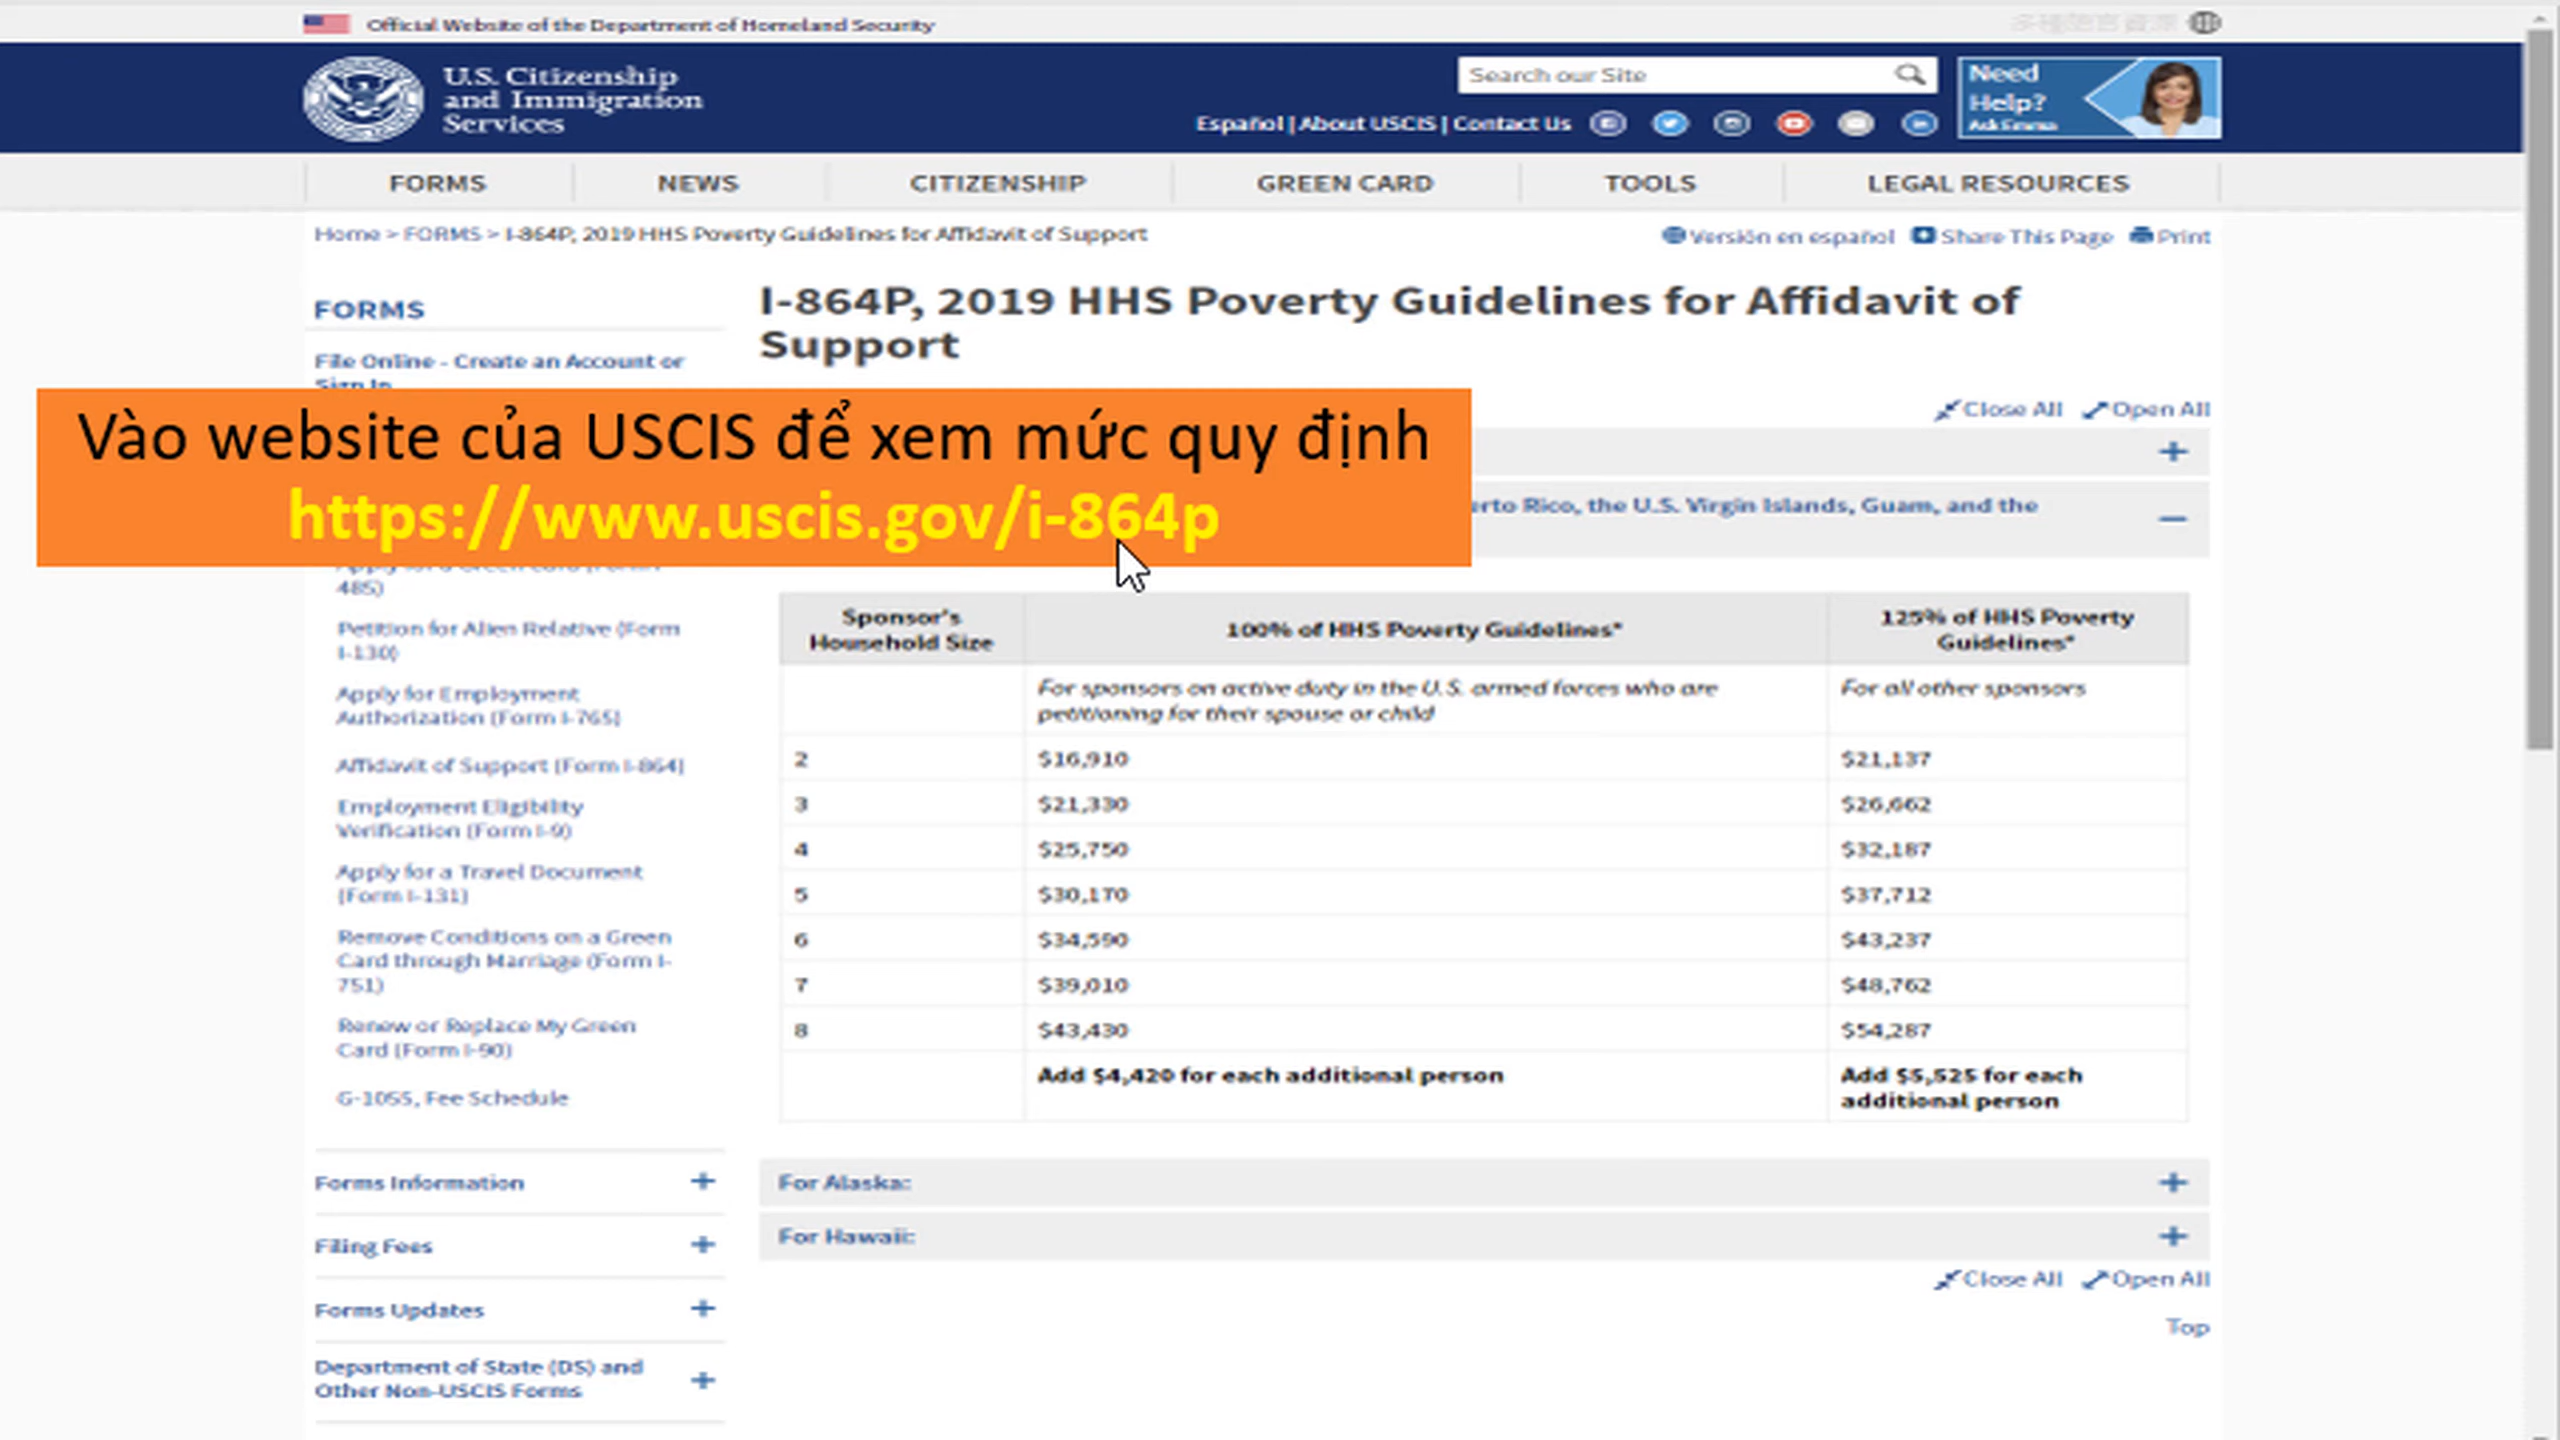 Official Website of the Department of Homeland Security
U.S. Citizenship
and Immigration
Services
Search our Site
Need
Help?
Ask Emma
Español | About USCIS | Contact Us
FORMS
NEWS
CITIZENSHIP
GREEN CARD
TOOLS
LEGAL RESOURCES
Home > FORMS > I-864P, 2019 HHS Poverty Guidelines for Affidavit of Support
Versión en español
Share This Page
Print
FORMS
I-864P, 2019 HHS Poverty Guidelines for Affidavit of
Support
File Online - Create an Account or
Sign In
Close All
Open All
Vào website của USCIS để xem mức quy định
https://www.uscis.gov/i-864p
Rico, the U.S. Virgin Islands, Guam, and the
485)
Petition for Alien Relative (Form
I-130)
Apply for Employment
Authorization (Form I-765)
Affidavit of Support (Form I-864)
Employment Eligibility
Verification (Form I-9)
Apply for a Travel Document
(Form I-131)
Remove Conditions on a Green
Card through Marriage (Form I-
751)
Renew or Replace My Green
Card (Form I-90)
G-1055, Fee Schedule
Forms Information
Filing Fees
Forms Updates
Department of State (DS) and
Other Non-USCIS Forms
Sponsor's
Household Size
100% of HHS Poverty Guidelines*
125% of HHS Poverty
Guidelines*
For sponsors on active duty in the U.S. armed forces who are
petitioning for their spouse or child
For all other sponsors
2 $16,910 $21,137
3 $21,330 $26,662
4 $25,750 $32,187
5 $30,170 $37,712
6 $34,590 $43,237
7 $39,010 $48,762
8 $43,430 $54,287
Add $4,420 for each additional person
Add $5,525 for each
additional person
For Alaska:
For Hawaii:
Close All
Open All
Top